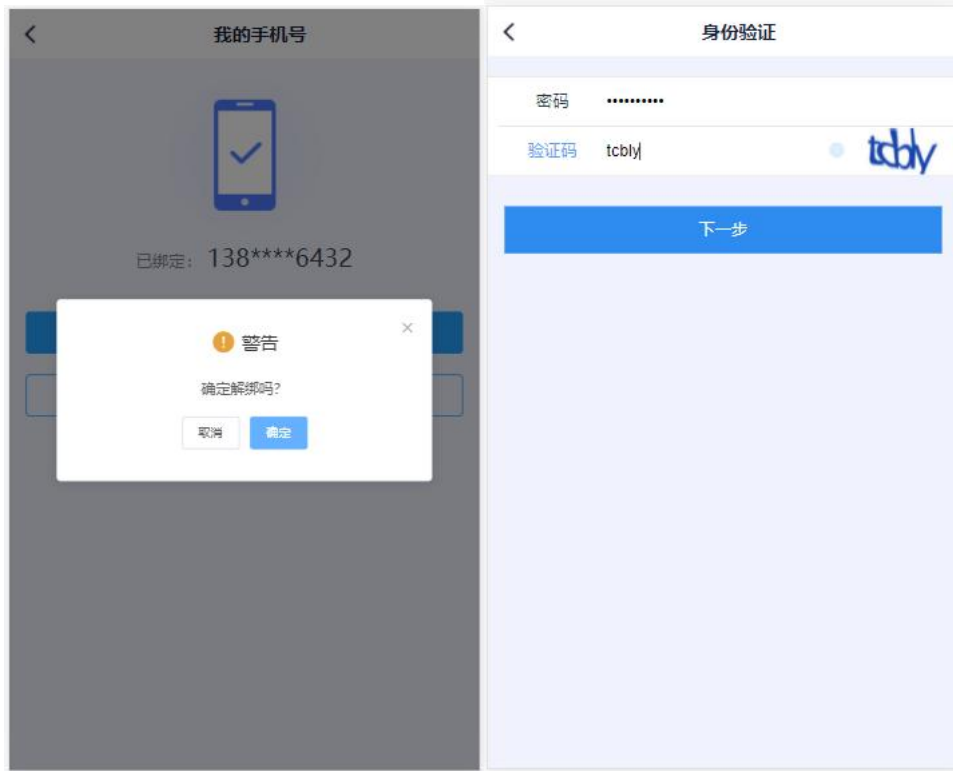 我的手机号
已绑定： 138****6432
警告
确定解绑吗?
取消 确定
身份验证
密码 ••••••••••
验证码 tcbly tcbly
下一步